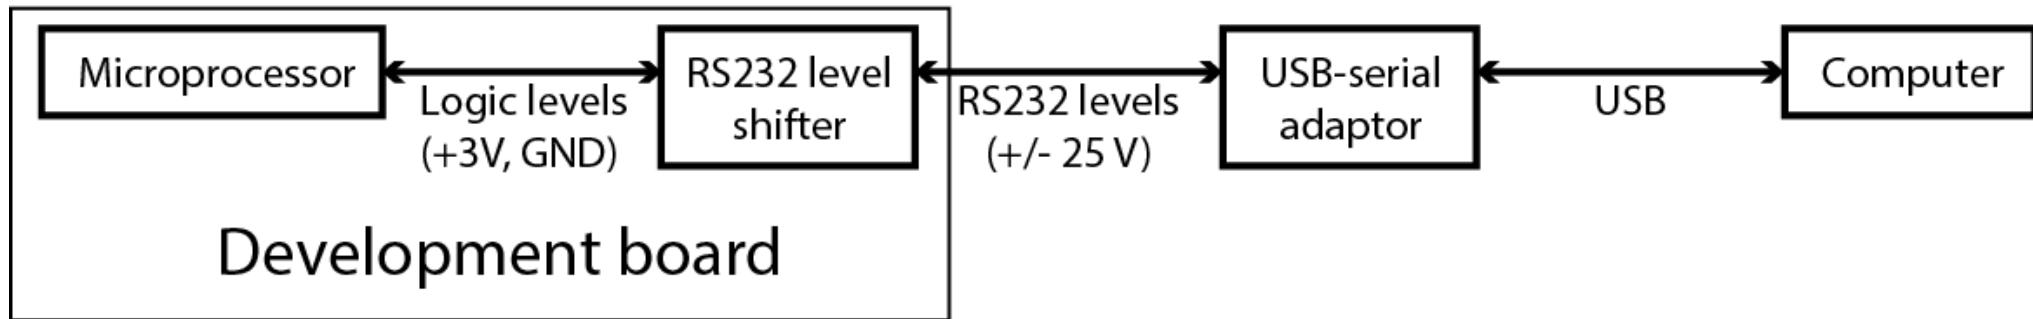 Microprocessor
Logic levels
(+3V, GND)
RS232 level
shifter
RS232 levels
(+/- 25 V)
USB-serial
adaptor
USB
Computer
Development board